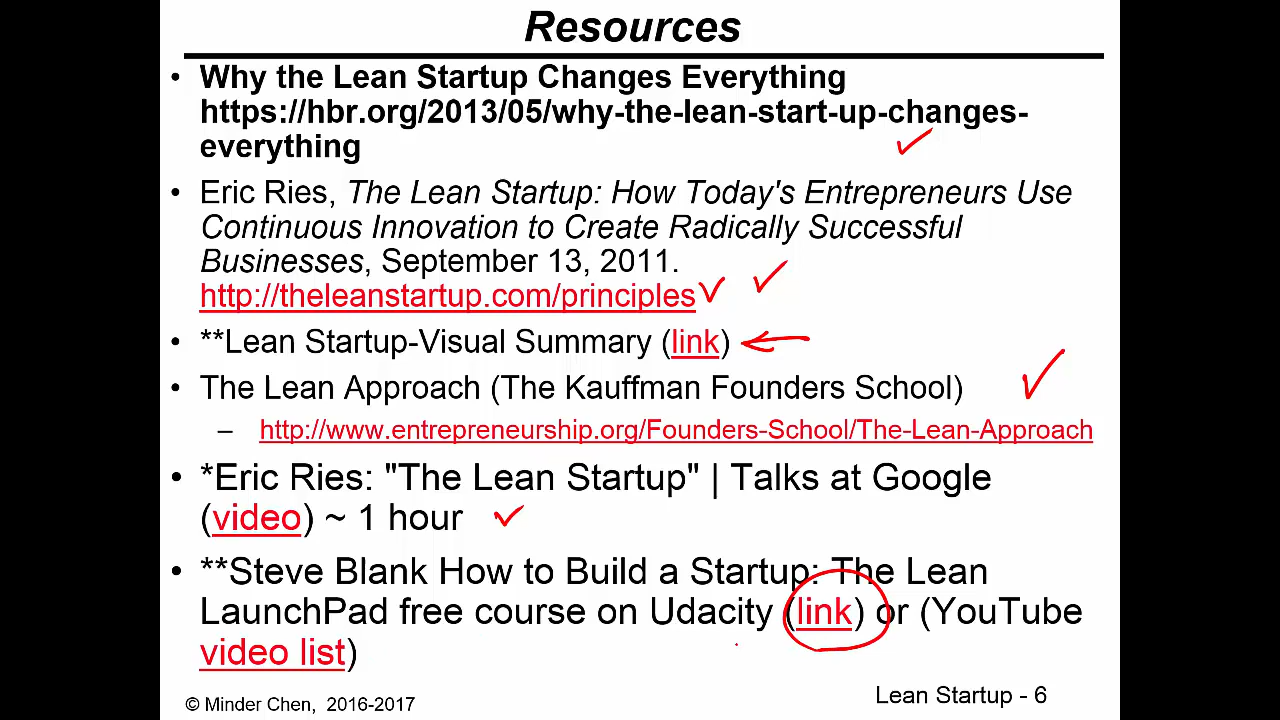 Resources
• Why the Lean Startup Changes Everything
https://hbr.org/2013/05/why-the-lean-start-up-changes-
everything
• Eric Ries, The Lean Startup: How Today's Entrepreneurs Use
Continuous Innovation to Create Radically Successful
Businesses, September 13, 2011.
http://theleanstartup.com/principles
• **Lean Startup-Visual Summary (link)
• The Lean Approach (The Kauffman Founders School)
– http://www.entrepreneurship.org/Founders-School/The-Lean-Approach
• *Eric Ries: "The Lean Startup" | Talks at Google
(video) ~ 1 hour
• **Steve Blank How to Build a Startup: The Lean
LaunchPad free course on Udacity (link) or (YouTube
video list)
© Minder Chen, 2016-2017
Lean Startup - 6